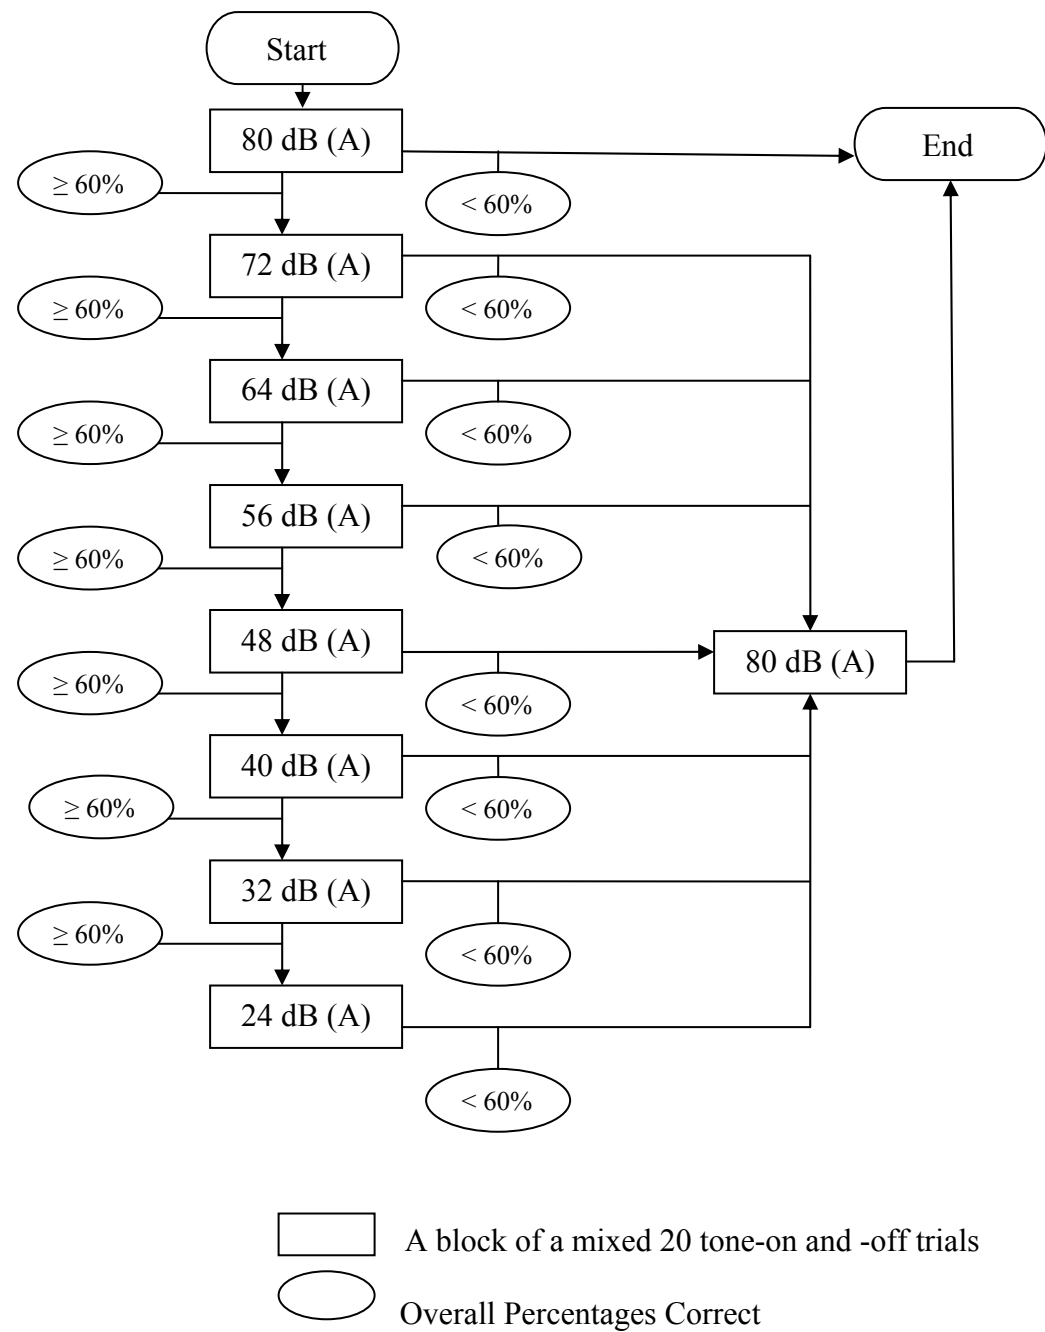 Start
80 dB (A)
End
≥ 60%
< 60%
72 dB (A)
≥ 60%
< 60%
64 dB (A)
≥ 60%
< 60%
56 dB (A)
≥ 60%
< 60%
48 dB (A)
80 dB (A)
≥ 60%
< 60%
40 dB (A)
≥ 60%
< 60%
32 dB (A)
≥ 60%
< 60%
24 dB (A)
< 60%
A block of a mixed 20 tone-on and -off trials
Overall Percentages Correct